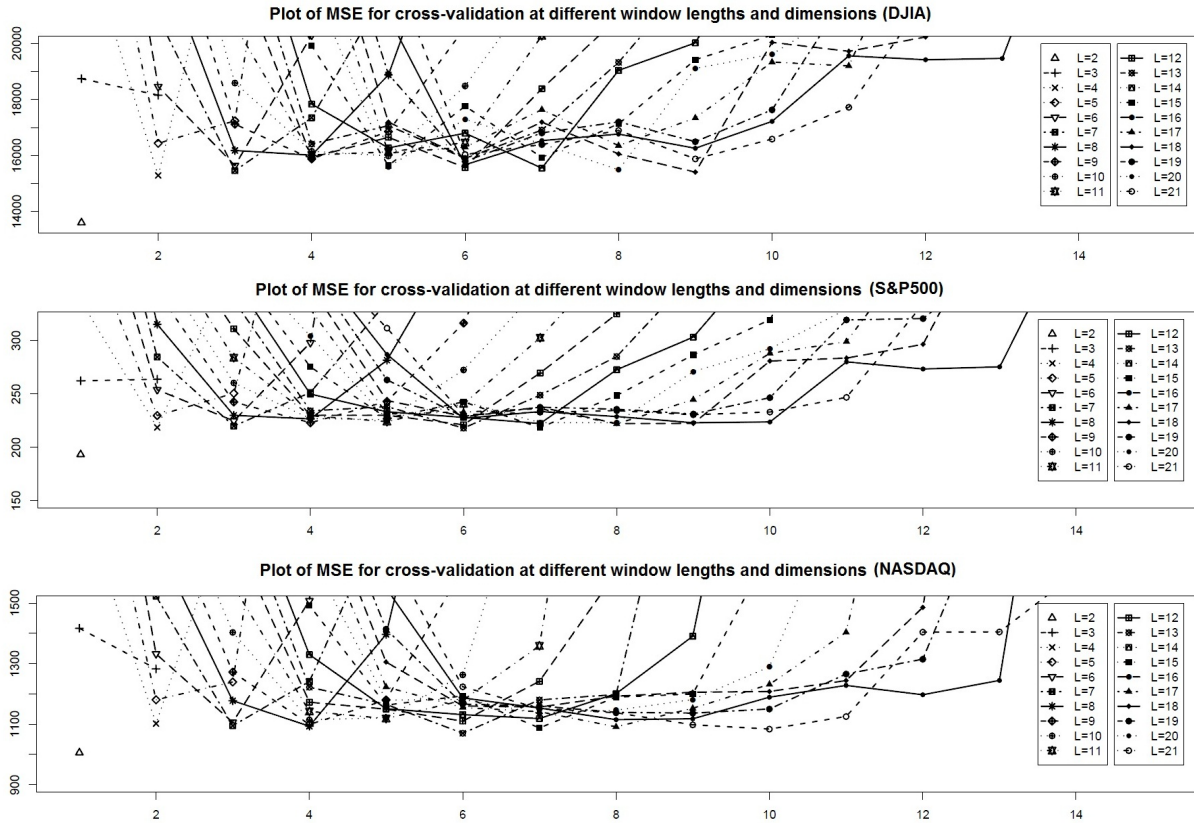 Plot of MSE for cross-validation at different window lengths and dimensions (DJIA)
20000
18000
16000
14000
L=2
L=3
L=4
L=5
L=6
L=7
L=8
L=9
L=10
L=11
L=12
L=13
L=14
L=15
L=16
L=17
L=18
L=19
L=20
L=21
2 4 6 8 10 12 14
Plot of MSE for cross-validation at different window lengths and dimensions (S&P500)
300
250
200
150
L=2
L=3
L=4
L=5
L=6
L=7
L=8
L=9
L=10
L=11
L=12
L=13
L=14
L=15
L=16
L=17
L=18
L=19
L=20
L=21
2 4 6 8 10 12 14
Plot of MSE for cross-validation at different window lengths and dimensions (NASDAQ)
1500
1300
1100
900
L=2
L=3
L=4
L=5
L=6
L=7
L=8
L=9
L=10
L=11
L=12
L=13
L=14
L=15
L=16
L=17
L=18
L=19
L=20
L=21
2 4 6 8 10 12 14